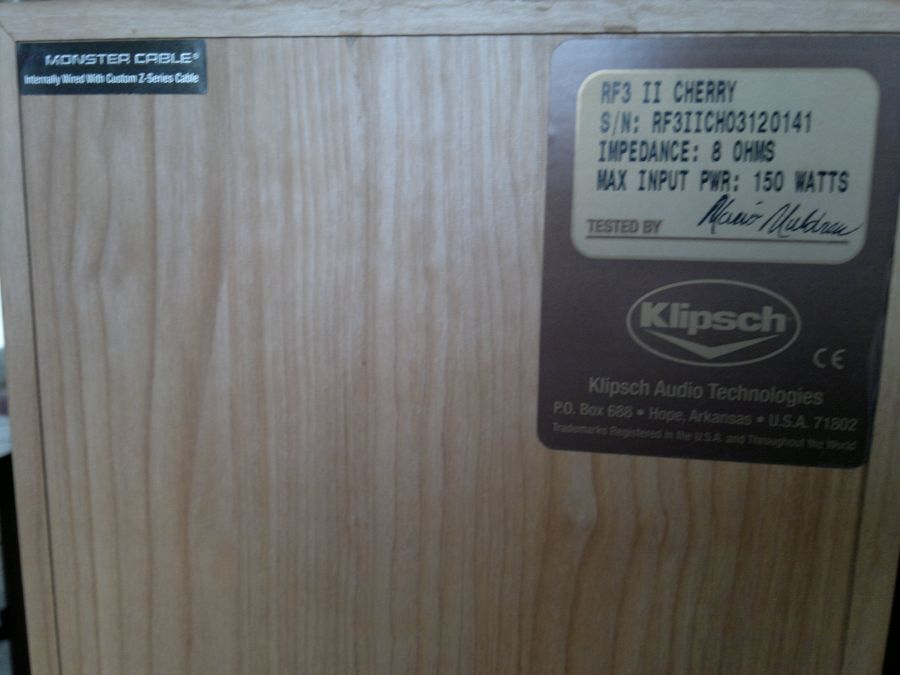 MONSTER CABLE®
Internally Wired With Custom Z-Series Cable
RF3 II CHERRY
S/N: RF3IICH03120141
IMPEDANCE: 8 OHMS
MAX INPUT PWR: 150 WATTS
TESTED BY
Klipsch
CE
Klipsch Audio Technologies
P.O. Box 688 • Hope, Arkansas • U.S.A. 71802
Trademarks Registered in the U.S.A. and Throughout the World